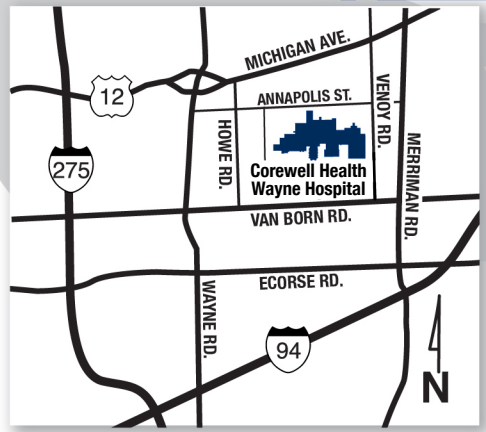 MICHIGAN AVE.
12
ANNAPOLIS ST.
VENOY RD.
HOWE RD.
MERRIMAN RD.
275
Corewell Health
Wayne Hospital
VAN BORN RD.
ECORSE RD.
WAYNE RD.
94
N